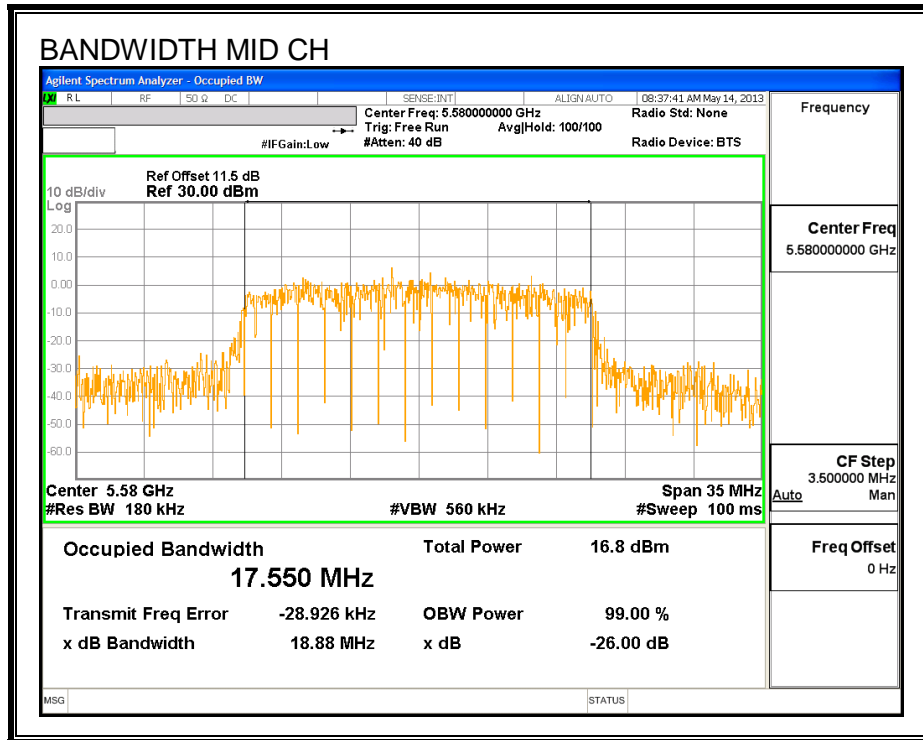 BANDWIDTH MID CH
Agilent Spectrum Analyzer - Occupied BW
LXI RL RF 50 Ω DC SENSE:INT ALIGN AUTO 08:37:41 AM May 14, 2013
Center Freq: 5.580000000 GHz Radio Std: None
Trig: Free Run Avg|Hold: 100/100
#IFGain:Low #Atten: 40 dB Radio Device: BTS
Ref Offset 11.5 dB
10 dB/div Ref 30.00 dBm
Log
20.0
10.0
0.00
-10.0
-20.0
-30.0
-40.0
-50.0
-60.0
Center 5.58 GHz Span 35 MHz
#Res BW 180 kHz #VBW 560 kHz #Sweep 100 ms
Occupied Bandwidth Total Power 16.8 dBm
17.550 MHz
Transmit Freq Error -28.926 kHz OBW Power 99.00 %
x dB Bandwidth 18.88 MHz x dB -26.00 dB
MSG STATUS
Frequency
Center Freq
5.580000000 GHz
CF Step
3.500000 MHz
Auto Man
Freq Offset
0 Hz